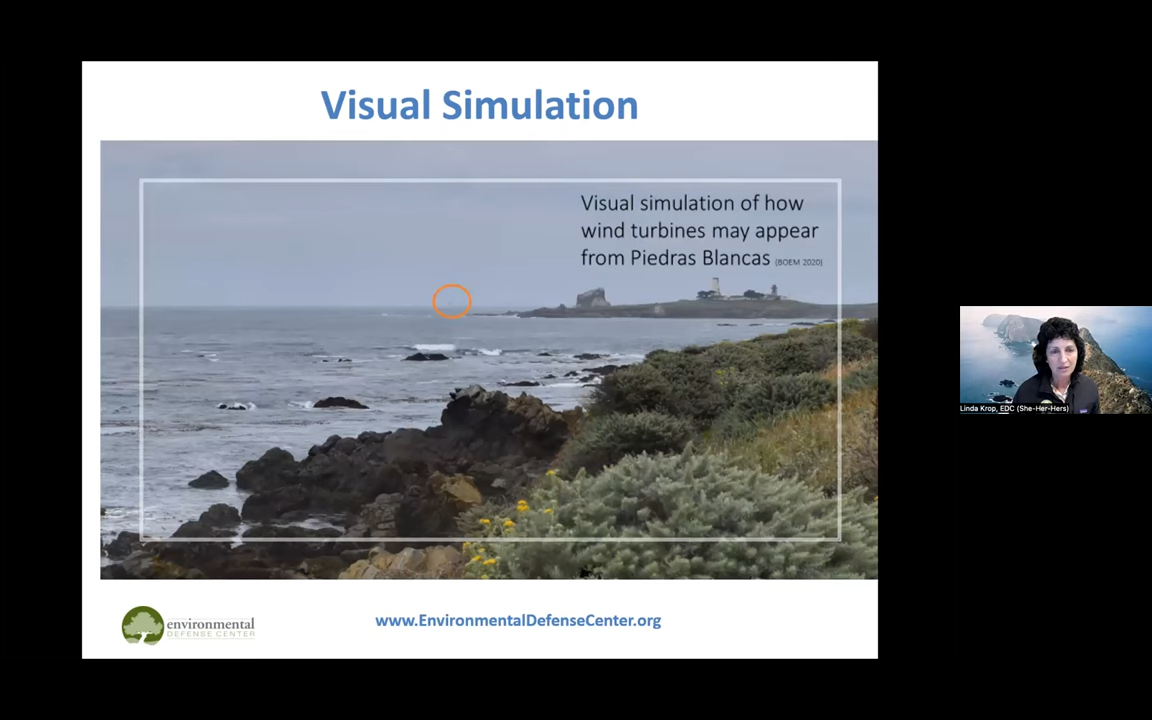 Visual Simulation
Visual simulation of how
wind turbines may appear
from Piedras Blancas (BOEM 2020)
Linda Krop, EDC (She-Her-Hers)
environmental
DEFENSE CENTER
www.EnvironmentalDefenseCenter.org